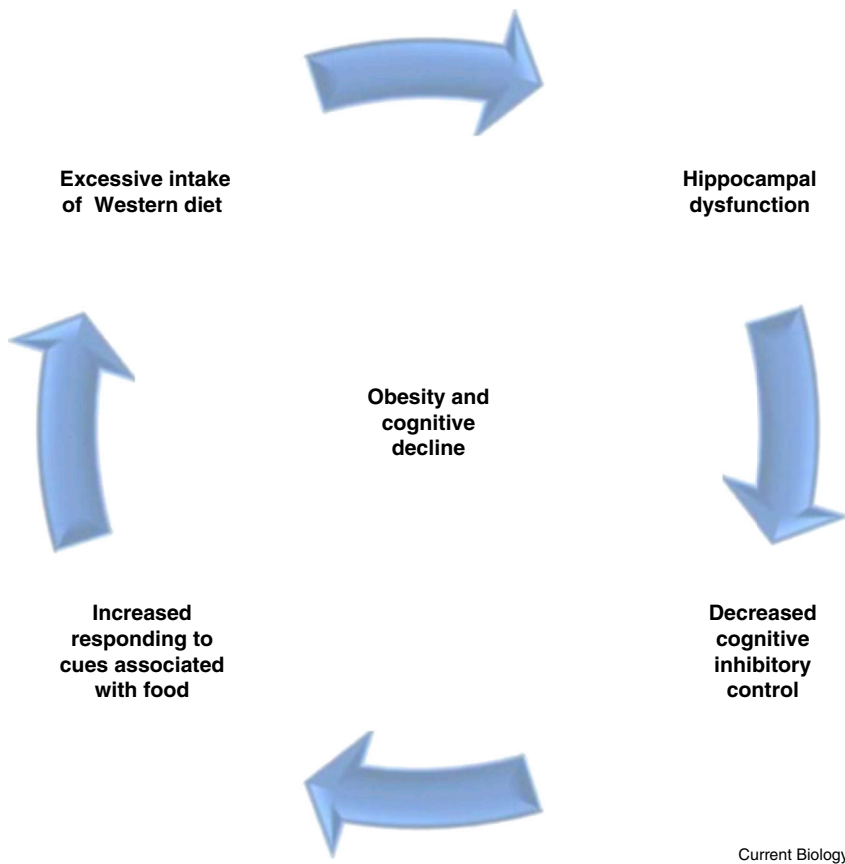 Excessive intake
of Western diet
Hippocampal
dysfunction
Obesity and
cognitive
decline
Increased
responding to
cues associated
with food
Decreased
cognitive
inhibitory
control
Current Biology